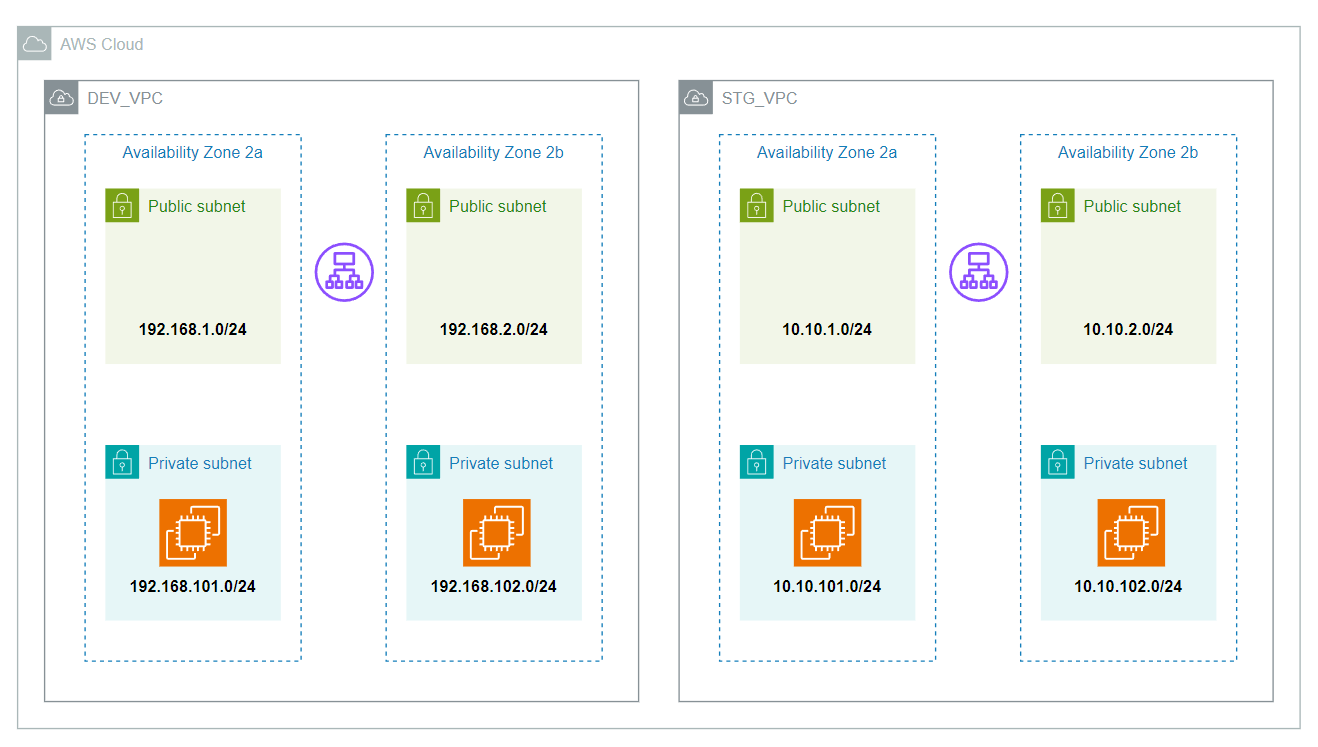 AWS Cloud
DEV_VPC
Availability Zone 2a
Public subnet
192.168.1.0/24
Private subnet
192.168.101.0/24
Availability Zone 2b
Public subnet
192.168.2.0/24
Private subnet
192.168.102.0/24
STG_VPC
Availability Zone 2a
Public subnet
10.10.1.0/24
Private subnet
10.10.101.0/24
Availability Zone 2b
Public subnet
10.10.2.0/24
Private subnet
10.10.102.0/24